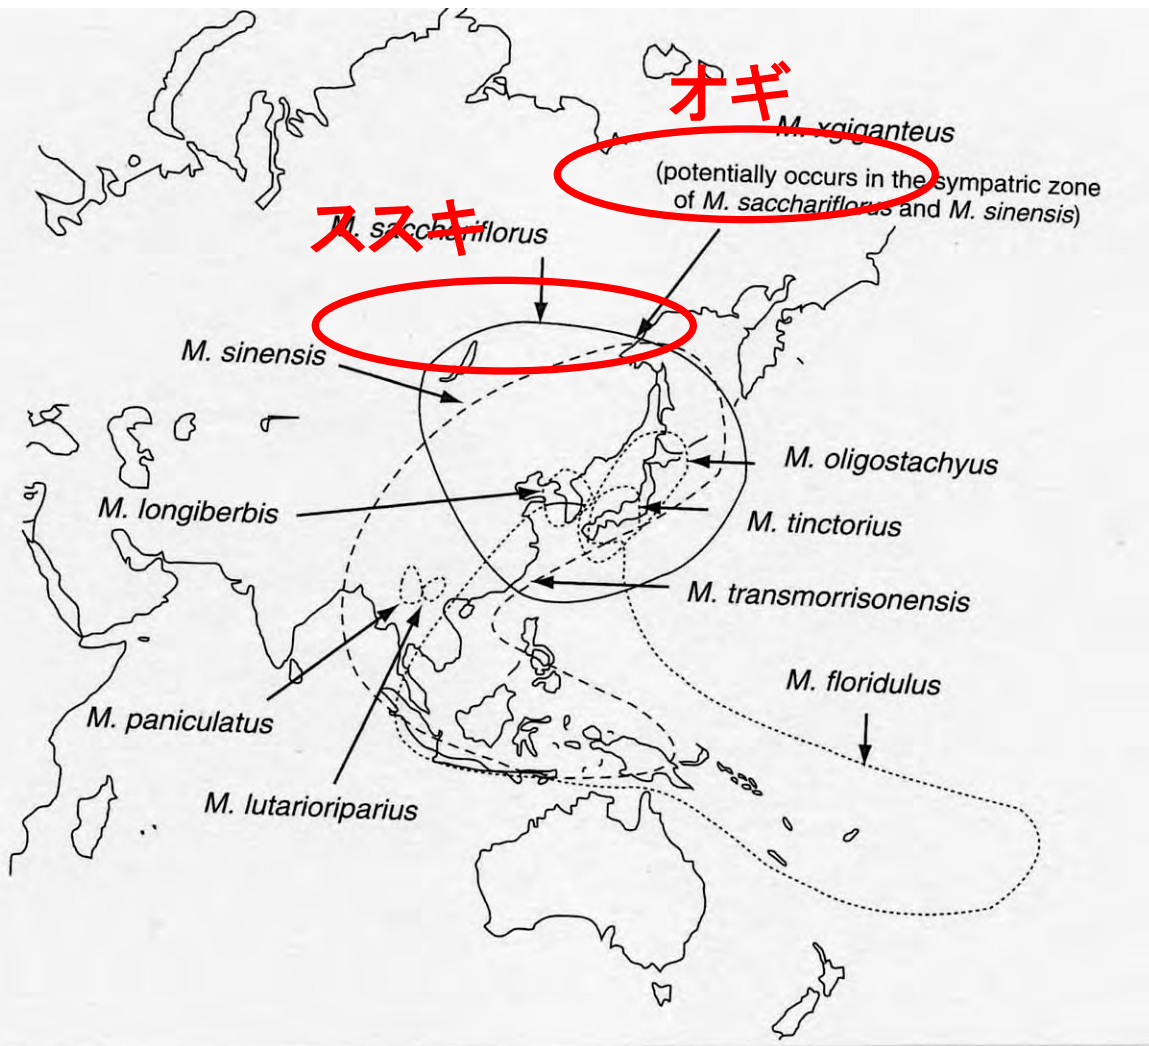 オギ
M. xgiganteus
(potentially occurs in the sympatric zone
of M. sacchariflorus and M. sinensis)
ススキ
M. sacchariflorus
M. sinensis
M. oligostachyus
M. longiberbis
M. tinctorius
M. transmorrisonensis
M. floridulus
M. paniculatus
M. lutarioriparius